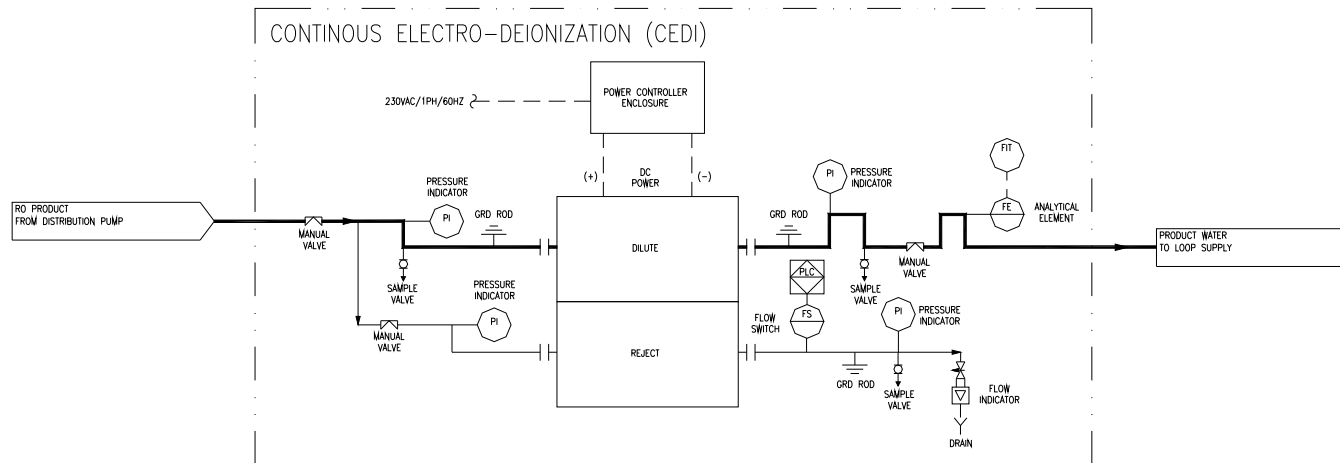 CONTINOUS ELECTRO-DEIONIZATION (CEDI)
POWER CONTROLLER
ENCLOSURE
230VAC/1PH/60HZ
(+)
DC
POWER
(-)
RO PRODUCT
FROM DISTRIBUTION PUMP
MANUAL
VALVE
PRESSURE
INDICATOR
PI
GRD ROD
SAMPLE
VALVE
DILUTE
GRD ROD
PI
PRESSURE
INDICATOR
SAMPLE
VALVE
MANUAL
VALVE
FIT
FE
ANALYTICAL
ELEMENT
PRODUCT WATER
TO LOOP SUPPLY
MANUAL
VALVE
PRESSURE
INDICATOR
PI
REJECT
PLC
FLOW
SWITCH
FS
GRD ROD
PI
PRESSURE
INDICATOR
SAMPLE
VALVE
FLOW
INDICATOR
DRAIN